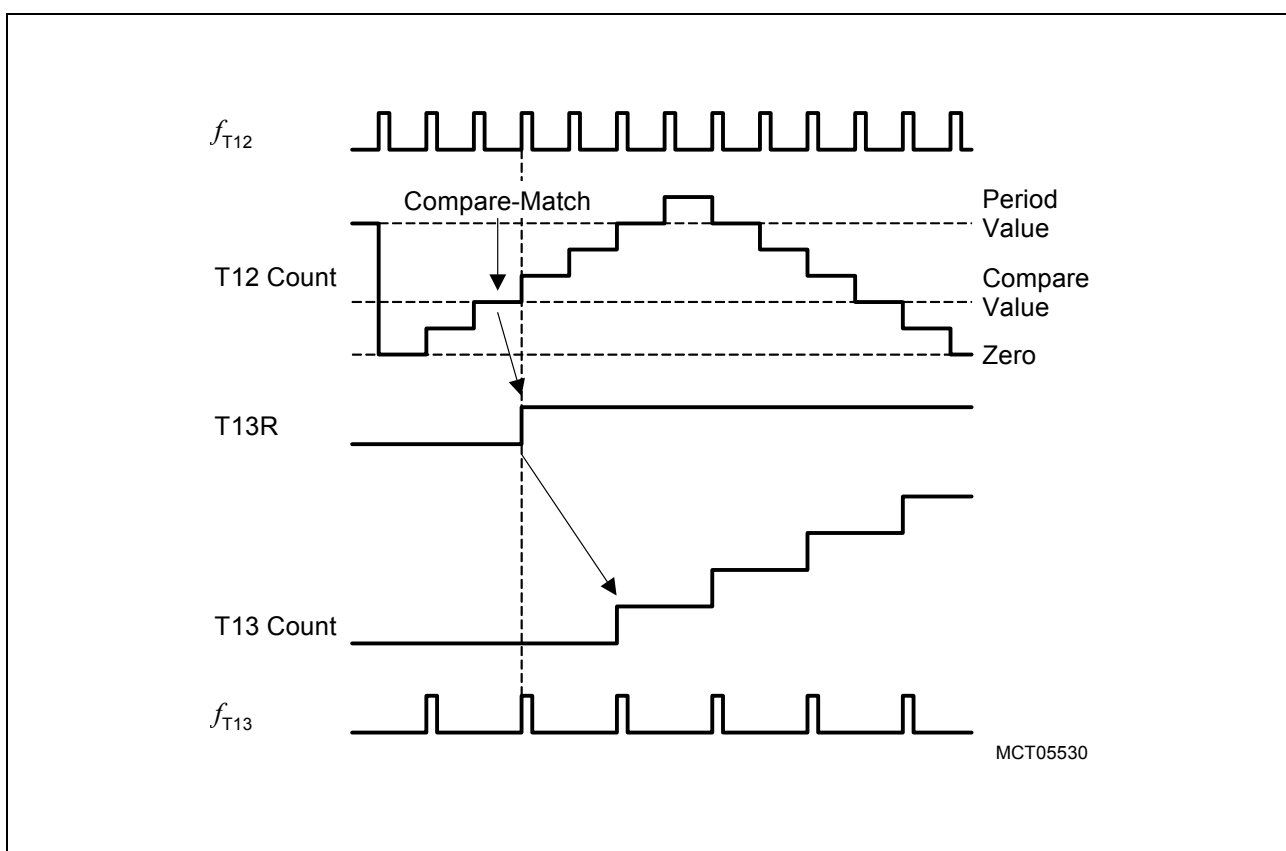 fT12
Compare-Match
Period
Value
T12 Count
Compare
Value
Zero
T13R
T13 Count
fT13
MCT05530